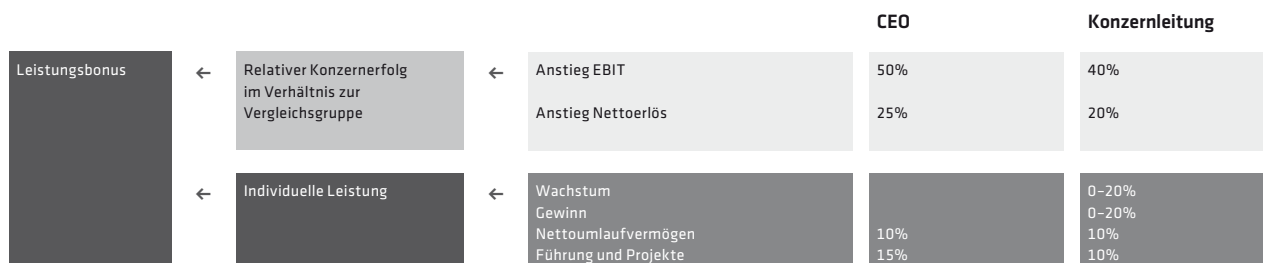 CEO Konzernleitung
Leistungsbonus ← Relativer Konzernerfolg ← Anstieg EBIT 50% 40%
im Verhältnis zur
Vergleichsgruppe Anstieg Nettoerlös 25% 20%
← Individuelle Leistung ← Wachstum 0–20%
Gewinn 0–20%
Nettoumlaufvermögen 10% 10%
Führung und Projekte 15% 10%